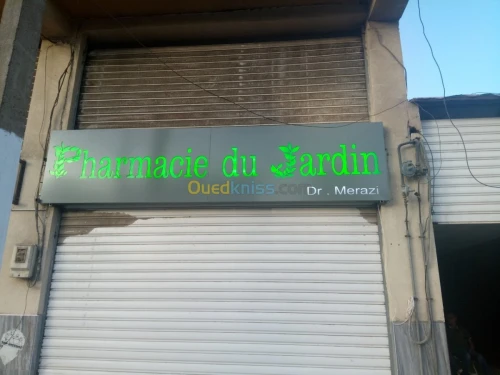 Pharmacie du Jardin
Ouedkniss.com
Dr . Merazi